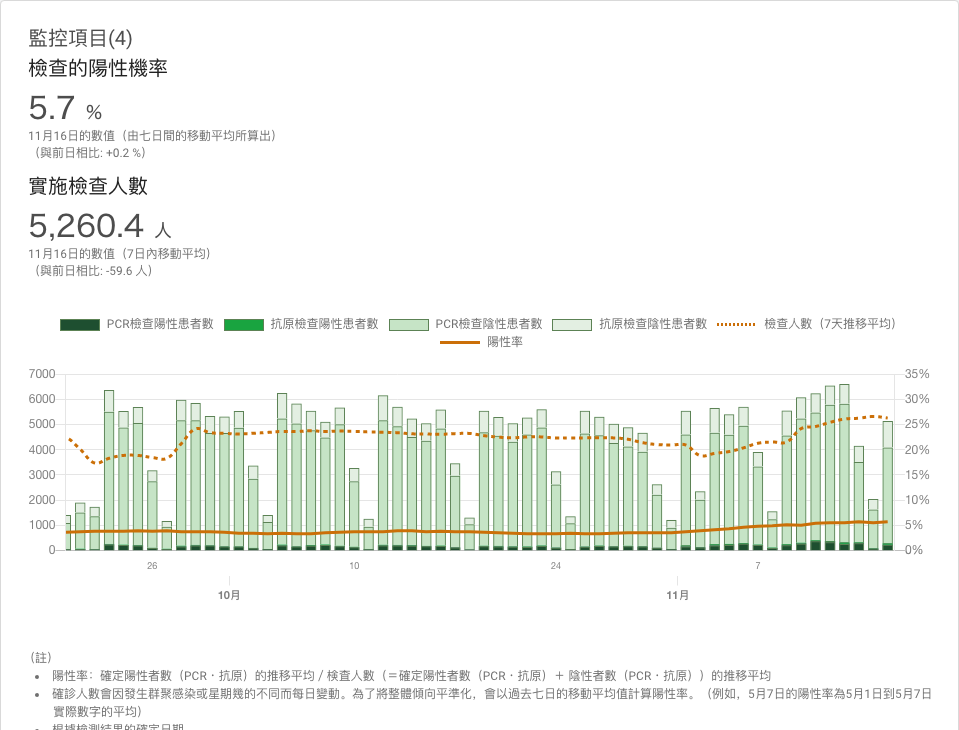 監控項目(4)
檢查的陽性機率
5.7 %
11月16日的數值（由七日間的移動平均所算出）
（與前日相比: +0.2 %）
實施檢查人數
5,260.4 人
11月16日的數值（7日內移動平均）
（與前日相比: -59.6 人）
PCR檢查陽性患者數 抗原檢查陽性患者數 PCR檢查陰性患者數 抗原檢查陰性患者數 檢查人數（7天推移平均）
陽性率
7000 35%
6000 30%
5000 25%
4000 20%
3000 15%
2000 10%
1000 5%
0 0%
26 10 24 7
10月 11月
（註）
陽性率：確定陽性者數（PCR・抗原）的推移平均 / 檢查人數（＝確定陽性者數（PCR・抗原）＋ 陰性者數（PCR・抗原））的推移平均
確診人數會因發生群聚感染或星期幾的不同而每日變動。為了將整體傾向平準化，會以過去七日的移動平均值計算陽性率。（例如，5月7日的陽性率為5月1日到5月7日
實際數字的平均）
根據檢測結果的確定日期